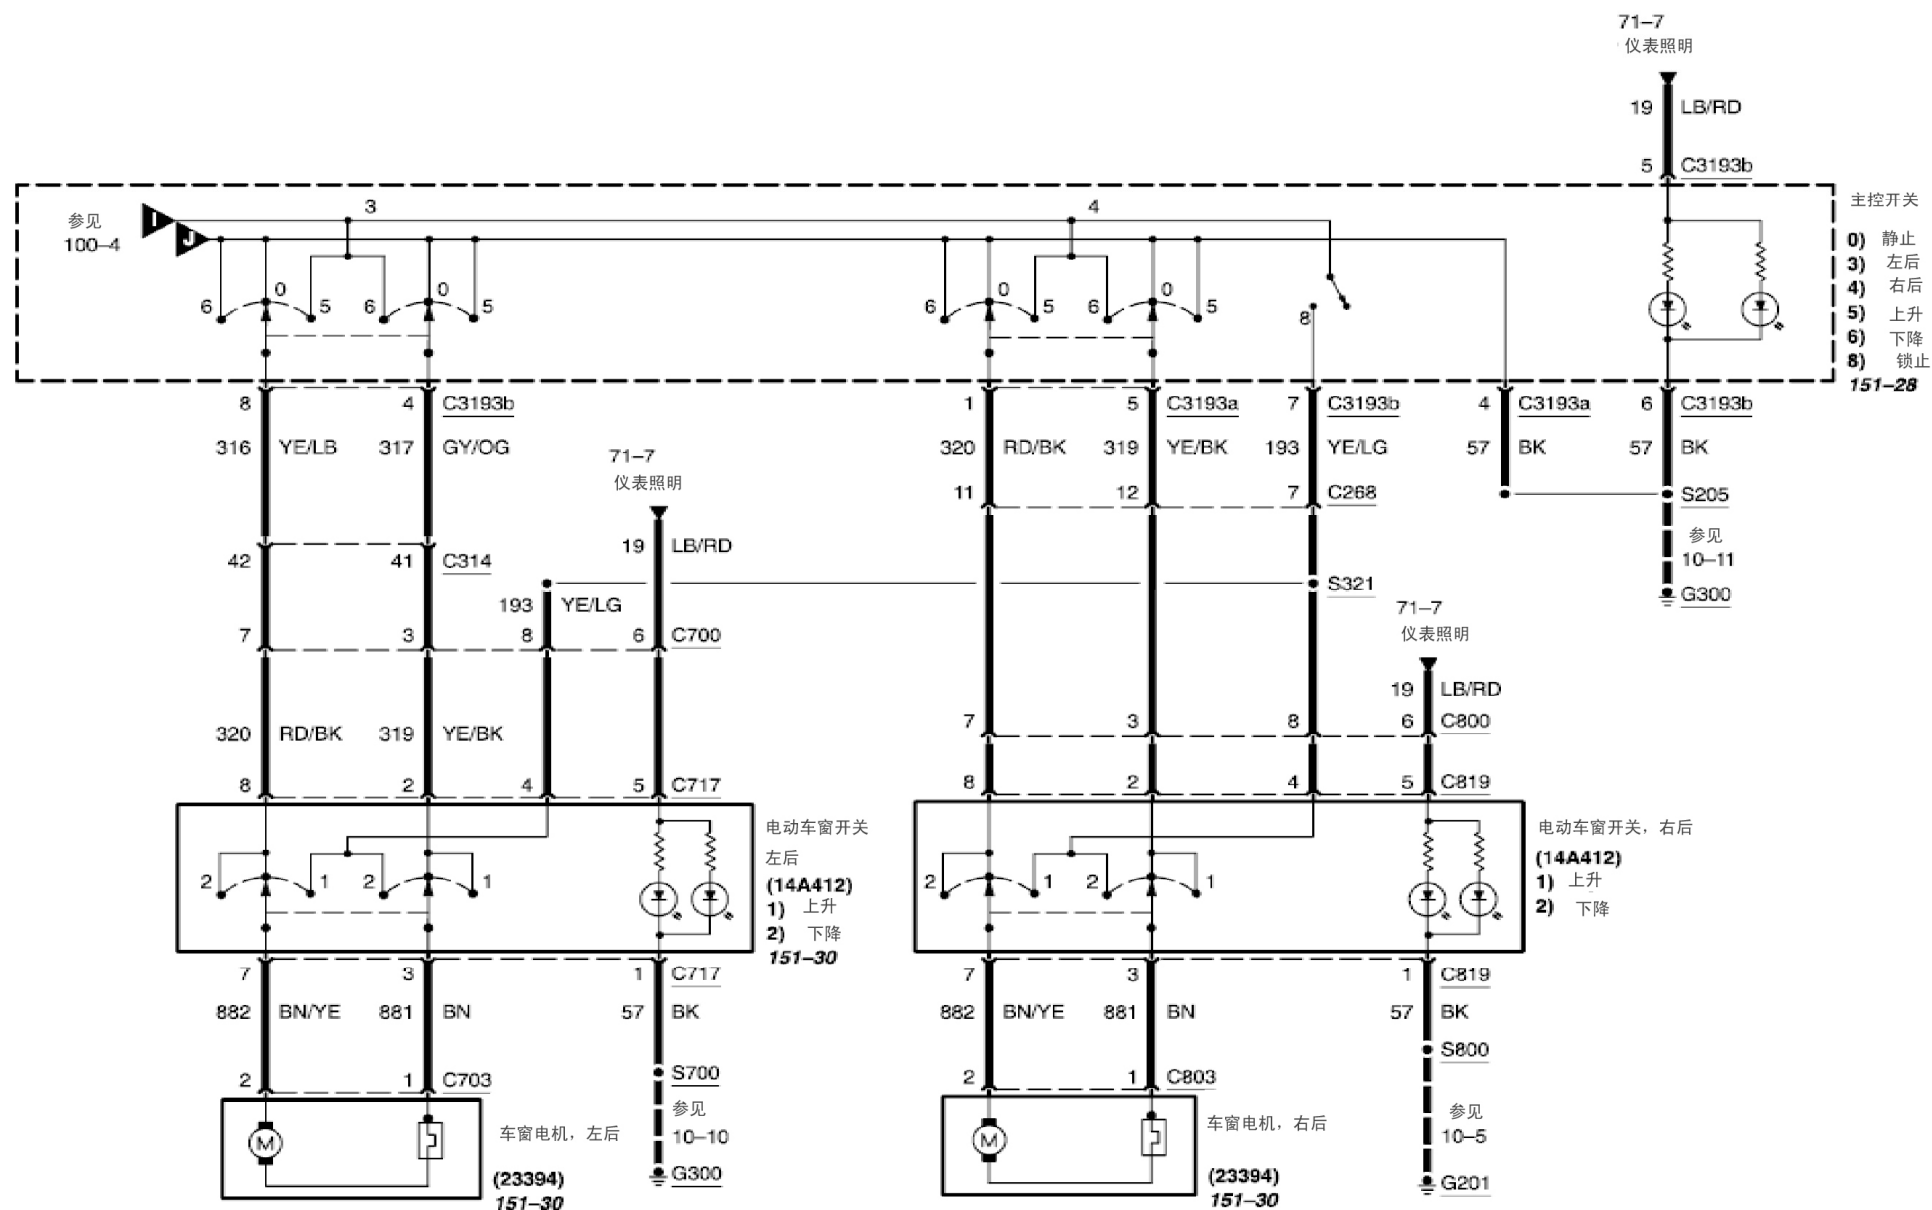 71–7
仪表照明
19 LB/RD
5 C3193b
参见
100–4
I
J
3
4
主控开关
0) 静止
3) 左后
4) 右后
5) 上升
6) 下降
8) 锁止
151–28
6 0 5 6 0 5
6 0 5 6 0 5
8
8 4 C3193b
1 5 C3193a
7 C3193b
4 C3193a
6 C3193b
316 YE/LB 317 GY/OG
320 RD/BK 319 YE/BK 193 YE/LG
57 BK
57 BK
71–7
仪表照明
11 12 7 C268
S205
参见
10–11
G300
19 LB/RD
42 41 C314
S321
193 YE/LG
71–7
仪表照明
7 3 8 6 C700
19 LB/RD
7 3 8 6 C800
320 RD/BK 319 YE/BK
8 2 4 5 C717
8 2 4 5 C819
电动车窗开关
左后
(14A412)
1) 上升
2) 下降
151–30
电动车窗开关，右后
(14A412)
1) 上升
2) 下降
2 1 2 1
2 1 2 1
7 3 1 C717
7 3 1 C819
882 BN/YE 881 BN 57 BK
882 BN/YE 881 BN 57 BK
S800
S700
2 1 C703
2 1 C803
参见
10–10
G300
参见
10–5
G201
M
车窗电机，左后
(23394)
151–30
M
车窗电机，右后
(23394)
151–30